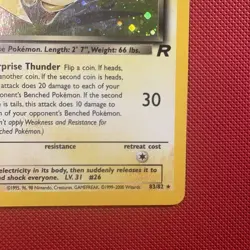 e Pokémon. Length: 2' 7", Weight: 66 lbs.
R
rprise Thunder Flip a coin. If heads,
p another coin. If the second coin is heads,
attack does 20 damage to each of your
ponent's Benched Pokémon. If the second
is tails, this attack does 10 damage to
h of your opponent's Benched Pokémon.
n't apply Weakness and Resistance for
nched Pokémon.)
30
resistance retreat cost
electricity in its body, then suddenly releases it to
nd shock everyone. LV. 31 #26
©1995, 96, 98 Nintendo, Creatures, GAMEFREAK. ©1999-2000 Wizards. 83/82